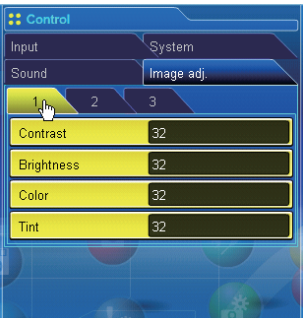 Control
Input System
Sound Image adj.
1 2 3
Contrast 32
Brightness 32
Color 32
Tint 32